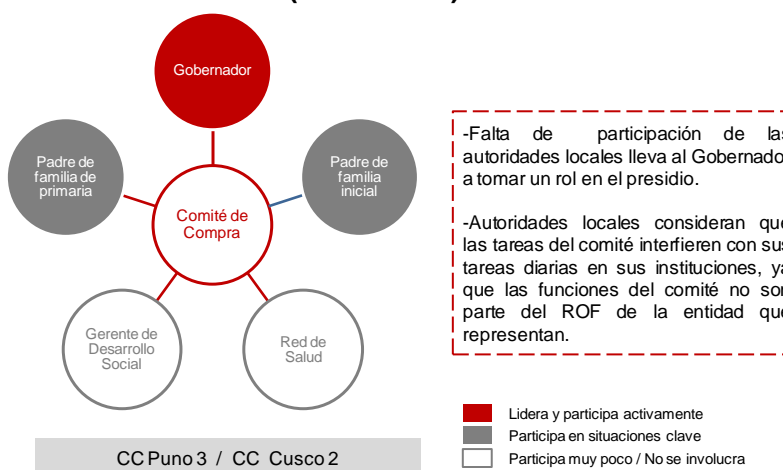 Gobernador
Padre de
familia de
primaria
Padre de
familia
inicial
Comité de
Compra
Gerente de
Desarrollo
Social
Red de
Salud
CC Puno 3 / CC Cusco 2
-Falta de participación de las
autoridades locales lleva al Gobernado
a tomar un rol en el presidio.
-Autoridades locales consideran que
las tareas del comité interfieren con sus
tareas diarias en sus instituciones, ya
que las funciones del comité no son
parte del ROF de la entidad que
representan.
Lidera y participa activamente
Participa en situaciones clave
Participa muy poco / No se involucra